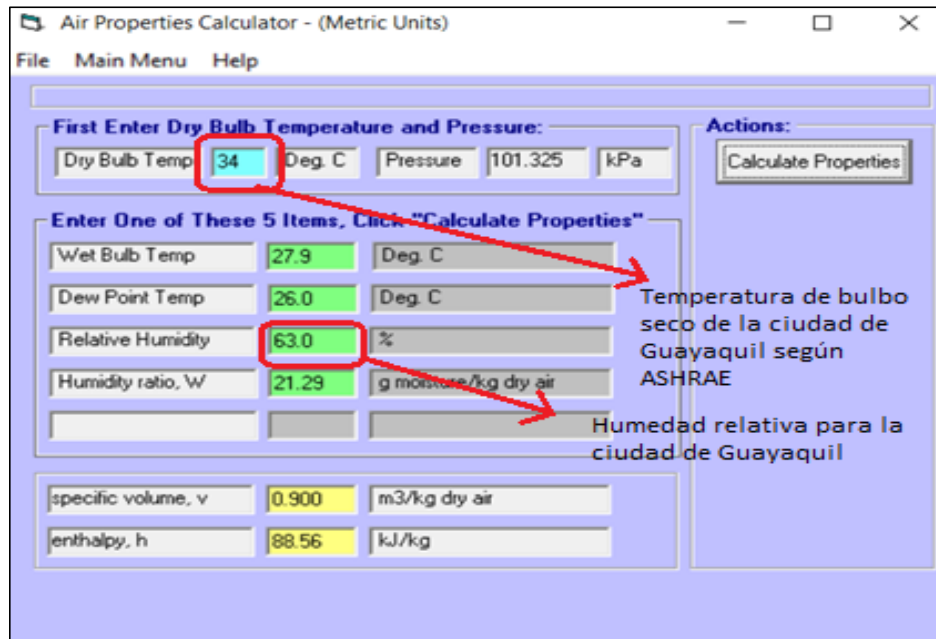 Air Properties Calculator - (Metric Units)
File Main Menu Help
First Enter Dry Bulb Temperature and Pressure:
Dry Bulb Temp 34 Deg. C Pressure 101.325 kPa
Actions:
Calculate Properties
Enter One of These 5 Items, Click "Calculate Properties"
Wet Bulb Temp 27.9 Deg. C
Dew Point Temp 26.0 Deg. C
Relative Humidity 63.0 %
Humidity ratio, W 21.29 g moisture/kg dry air
Temperatura de bulbo
seco de la ciudad de
Guayaquil según
ASHRAE
Humedad relativa para la
ciudad de Guayaquil
specific volume, v 0.900 m3/kg dry air
enthalpy, h 88.56 kJ/kg